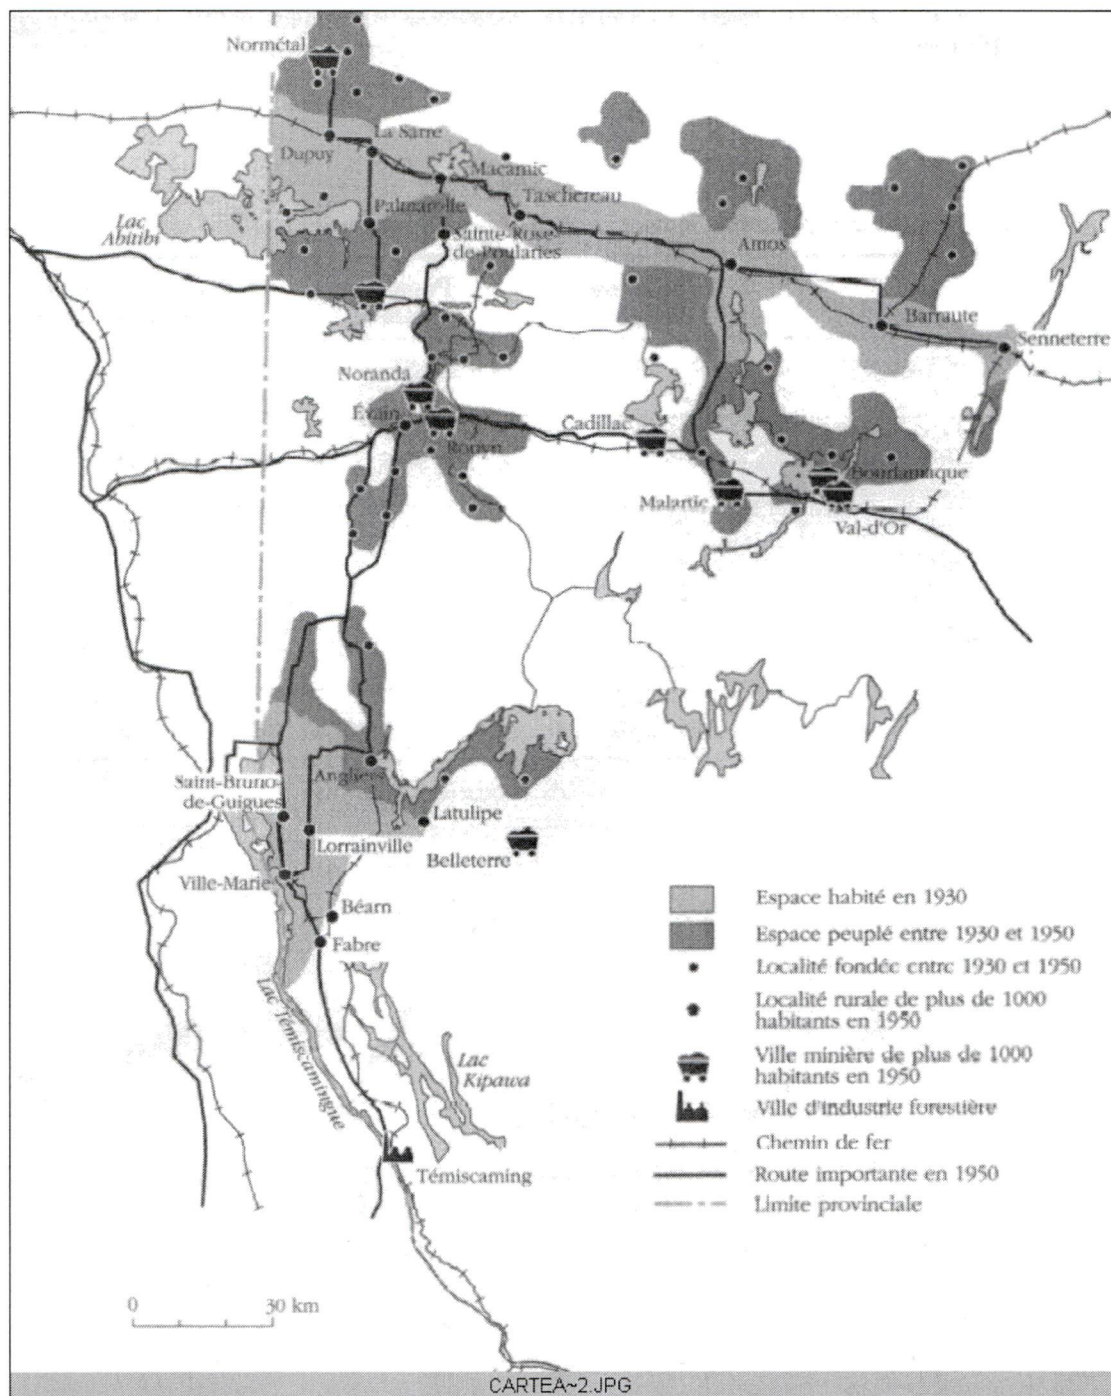 Normétal
La Sarre
Dupuy
Macamic
Taschereau
Palmarolle
Lac
Abitibi
Sainte-Rose-
de-Poularies
Amos
Barraute
Senneterre
Noranda
Évain
Rouyn
Cadillac
Bourlamaque
Malartic
Val-d'Or
Saint-Bruno-
de-Guigues
Angliers
Latulipe
Lorrainville
Belleterre
Ville-Marie
Béarn
Fabre
Lac Témiscamingue
Lac
Kipawa
Témiscaming
Espace habité en 1930
Espace peuplé entre 1930 et 1950
Localité fondée entre 1930 et 1950
Localité rurale de plus de 1000
habitants en 1950
Ville minière de plus de 1000
habitants en 1950
Ville d'industrie forestière
Chemin de fer
Route importante en 1950
Limite provinciale
0 30 km
CARTEA~2.JPG